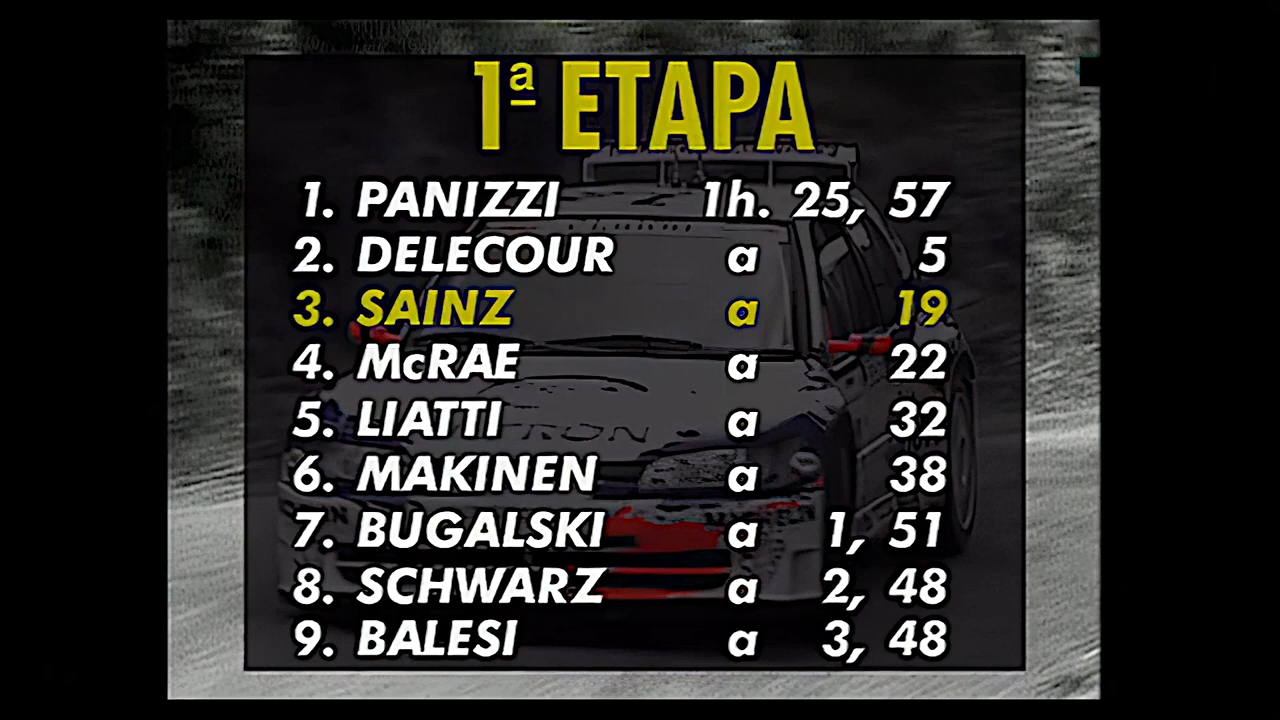 1ª ETAPA
1. PANIZZI 1h. 25, 57
2. DELECOUR a 5
3. SAINZ a 19
4. McRAE a 22
5. LIATTI a 32
6. MAKINEN a 38
7. BUGALSKI a 1, 51
8. SCHWARZ a 2, 48
9. BALESI a 3, 48